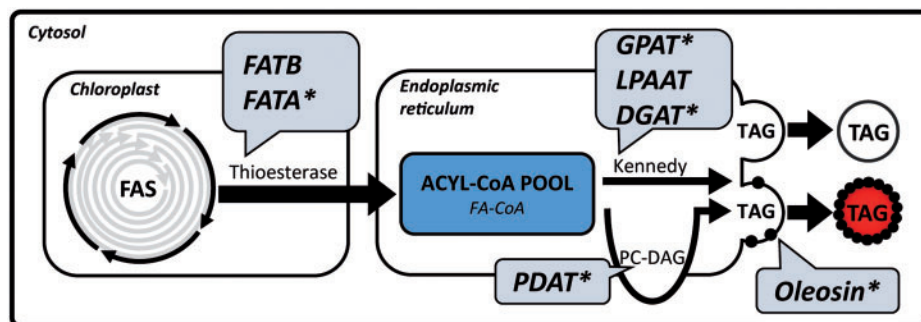 Cytosol
Chloroplast
FATB
FATA*
FAS
Thioesterase
Endoplasmic
reticulum
GPAT*
LPAAT
DGAT*
ACYL-CoA POOL
FA-CoA
Kennedy
PC-DAG
PDAT*
TAG
TAG
TAG
TAG
Oleosin*